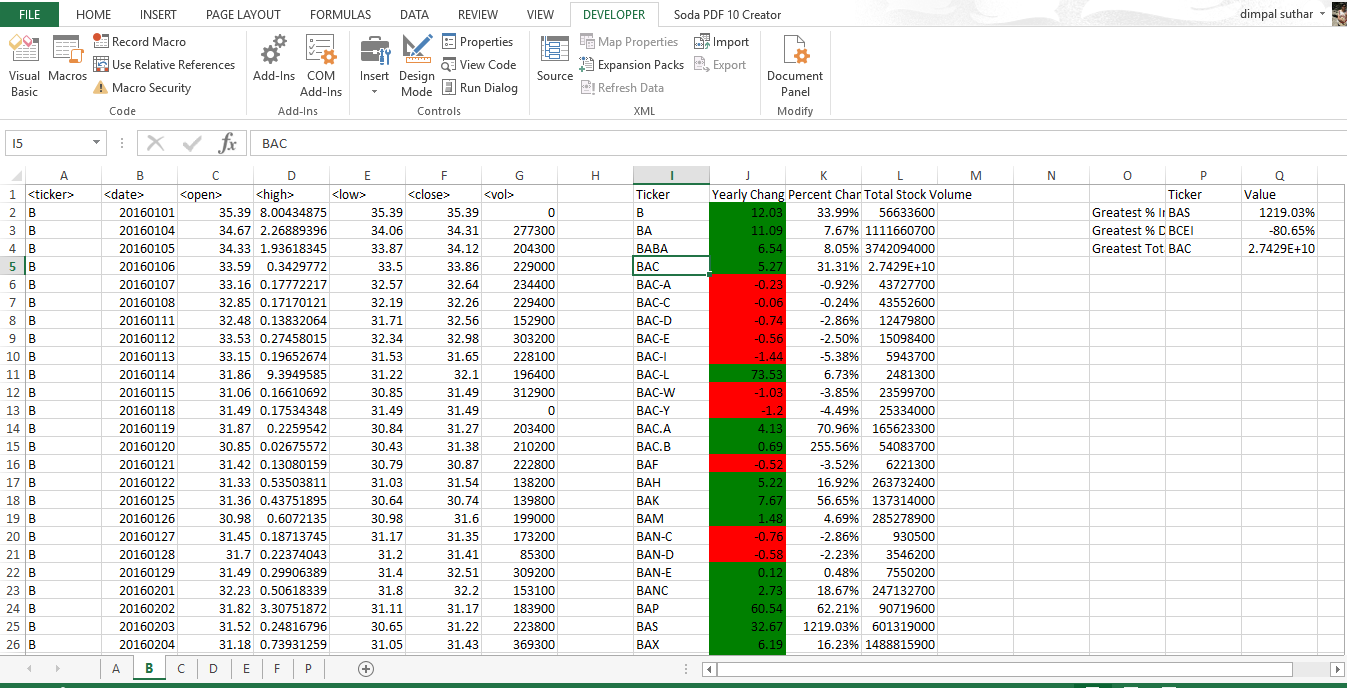 FILE HOME INSERT PAGE LAYOUT FORMULAS DATA REVIEW VIEW DEVELOPER Soda PDF 10 Creator dimpal suthar
Visual Basic Macros Record Macro Use Relative References Macro Security Add-Ins COM Add-Ins Insert Design Mode Properties View Code Run Dialog Source Map Properties Expansion Packs Refresh Data Import Export Document Panel
Code Add-Ins Controls XML Modify
I5 fx BAC
A B C D E F G H I J K L M N O P Q
1 <ticker> <date> <open> <high> <low> <close> <vol> Ticker Yearly Chang Percent Char Total Stock Volume Ticker Value
2 B 20160101 35.39 8.00434875 35.39 35.39 0 B 12.03 33.99% 56633600 Greatest % Ir BAS 1219.03%
3 B 20160104 34.67 2.26889396 34.06 34.31 277300 BA 11.09 7.67% 1111660700 Greatest % D BCEI -80.65%
4 B 20160105 34.33 1.93618345 33.87 34.12 204300 BABA 6.54 8.05% 3742094000 Greatest Tot BAC 2.7429E+10
5 B 20160106 33.59 0.3429772 33.5 33.86 229000 BAC 5.27 31.31% 2.7429E+10
6 B 20160107 33.16 0.17772217 32.57 32.64 234400 BAC-A -0.23 -0.92% 43727700
7 B 20160108 32.85 0.17170121 32.19 32.26 229400 BAC-C -0.06 -0.24% 43552600
8 B 20160111 32.48 0.13832064 31.71 32.56 152900 BAC-D -0.74 -2.86% 12479800
9 B 20160112 33.53 0.27458015 32.34 32.98 303200 BAC-E -0.56 -2.50% 15098400
10 B 20160113 33.15 0.19652674 31.53 31.65 228100 BAC-I -1.44 -5.38% 5943700
11 B 20160114 31.86 9.3949585 31.22 32.1 196400 BAC-L 73.53 6.73% 2481300
12 B 20160115 31.06 0.16610692 30.85 31.49 312900 BAC-W -1.03 -3.85% 23599700
13 B 20160118 31.49 0.17534348 31.49 31.49 0 BAC-Y -1.2 -4.49% 25334000
14 B 20160119 31.87 0.2259542 30.84 31.27 203400 BAC.A 4.13 70.96% 165623300
15 B 20160120 30.85 0.02675572 30.43 31.38 210200 BAC.B 0.69 255.56% 54083700
16 B 20160121 31.42 0.13080159 30.79 30.87 222800 BAF -0.52 -3.52% 6221300
17 B 20160122 31.33 0.53503811 31.03 31.54 138200 BAH 5.22 16.92% 263732400
18 B 20160125 31.36 0.43751895 30.64 30.74 139800 BAK 7.67 56.65% 137314000
19 B 20160126 30.98 0.6072135 30.98 31.6 199000 BAM 1.48 4.69% 285278900
20 B 20160127 31.45 0.18713745 31.17 31.35 173200 BAN-C -0.76 -2.86% 930500
21 B 20160128 31.7 0.22374043 31.2 31.41 85300 BAN-D -0.58 -2.23% 3546200
22 B 20160129 31.49 0.29906389 31.4 32.51 309200 BAN-E 0.12 0.48% 7550200
23 B 20160201 32.23 0.50618339 31.8 32.2 153100 BANC 2.73 18.67% 247132700
24 B 20160202 31.82 3.30751872 31.11 31.17 183900 BAP 60.54 62.21% 90719600
25 B 20160203 31.52 0.24816796 30.65 31.22 223800 BAS 32.67 1219.03% 601319000
26 B 20160204 31.18 0.73931259 31.05 31.43 369300 BAX 6.19 16.23% 1488815900
A B C D E F P